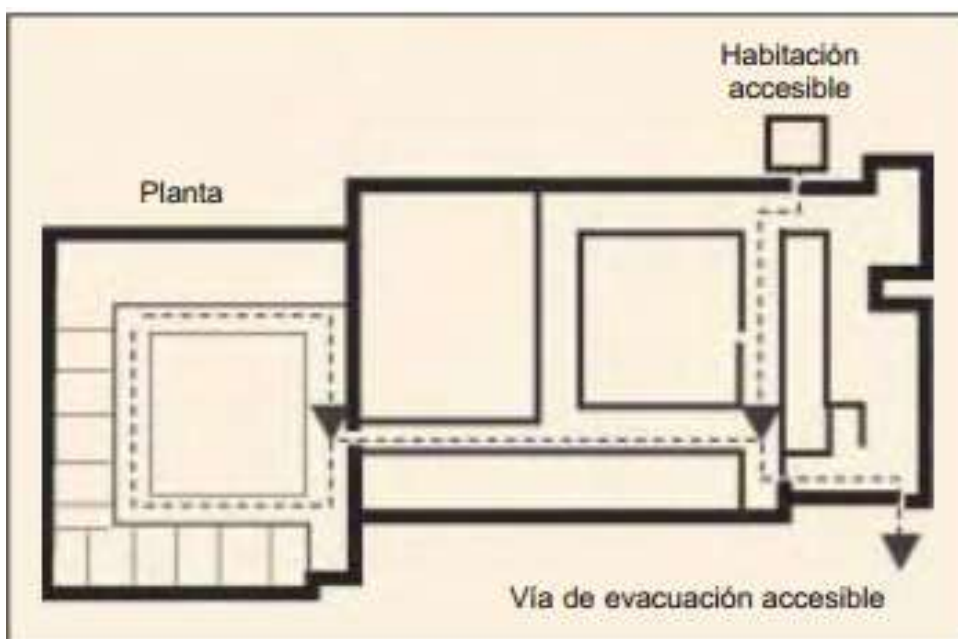 Habitación
accesible
Planta
Vía de evacuación accesible